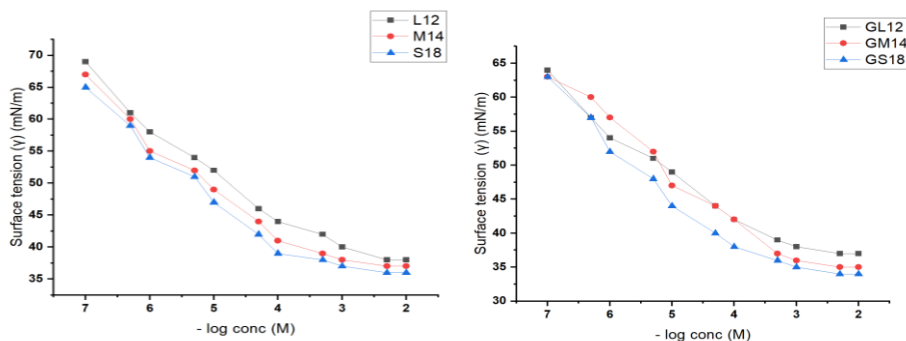 L12
M14
S18
70
65
60
55
50
45
40
35
Surface tension (γ) (mN/m)
7 6 5 4 3 2
- log conc (M)
GL12
GM14
GS18
65
60
55
50
45
40
35
30
Surface tension (γ) (mN/m)
7 6 5 4 3 2
- log conc (M)